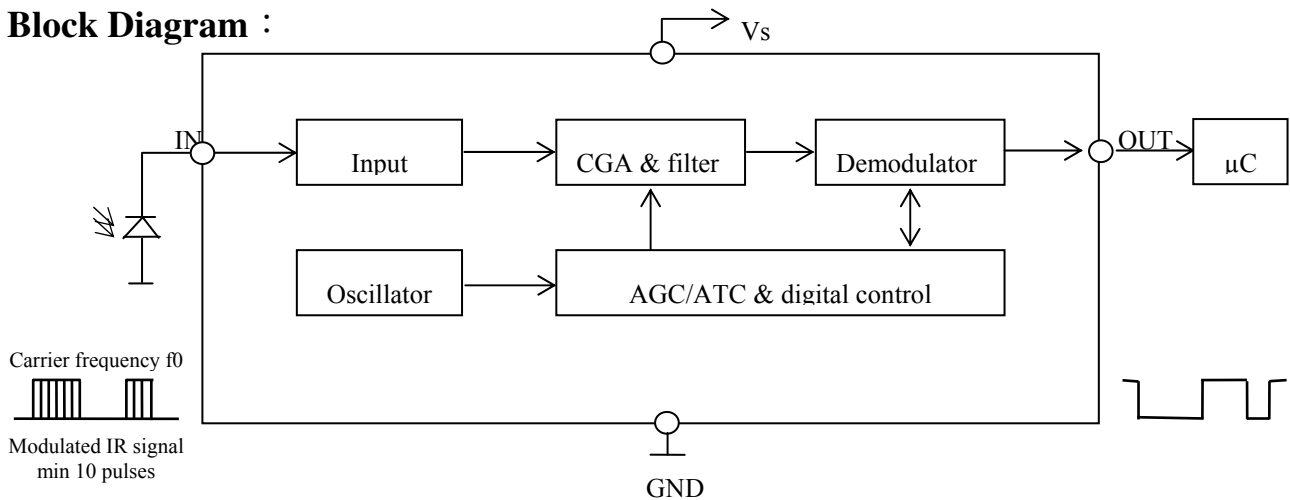 Block Diagram：
Vs
IN
Input
CGA & filter
Demodulator
OUT
µC
Oscillator
AGC/ATC & digital control
Carrier frequency f0
Modulated IR signal
min 10 pulses
GND